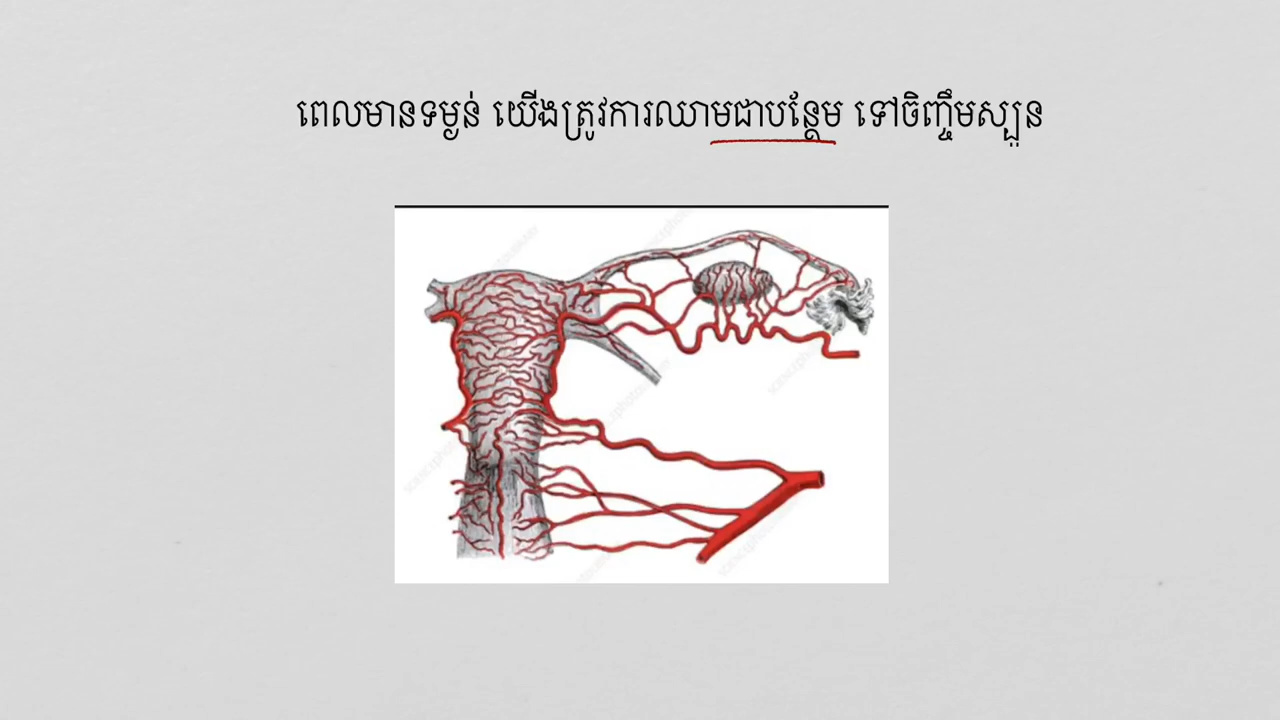 ពេលមានទម្ងន់ យើងត្រូវការឈាមជាបន្ថែម ទៅចិញ្ចឹមស្បូន